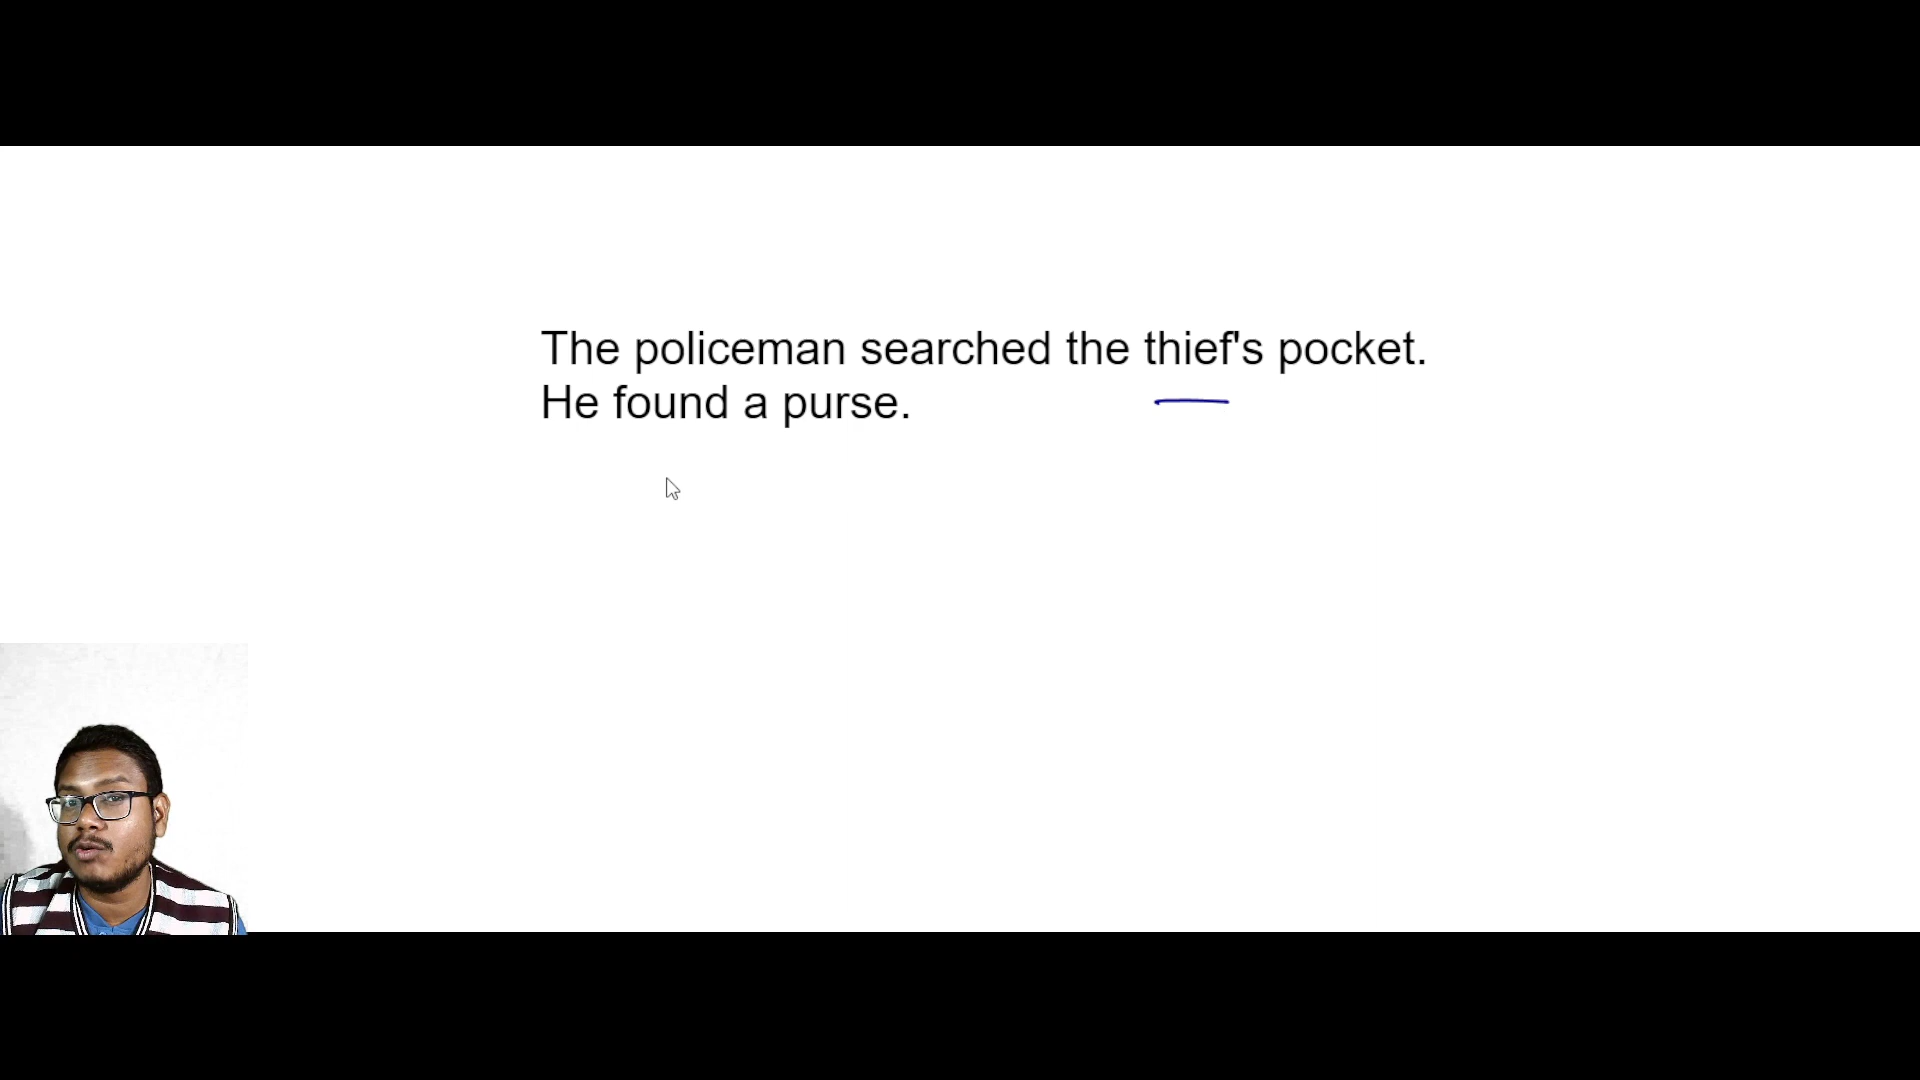 The policeman searched the thief's pocket.
He found a purse.